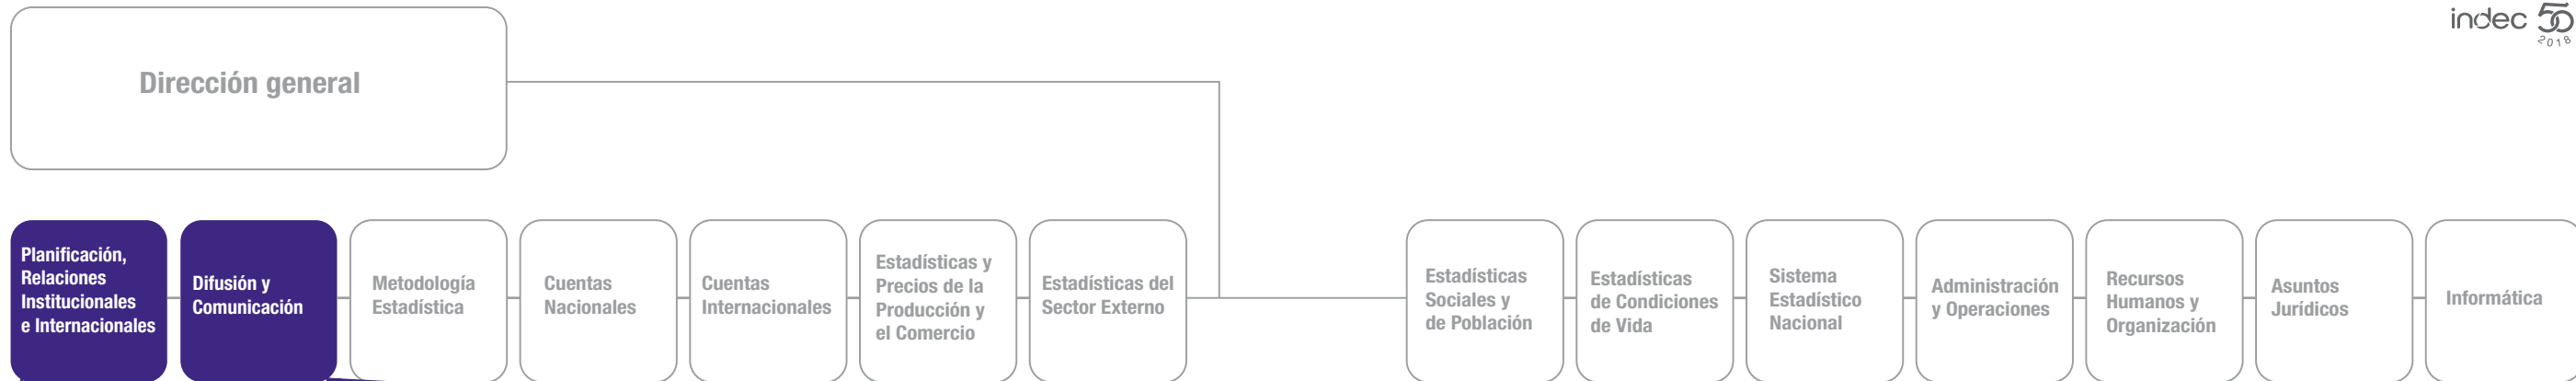 indec 50
2018
Dirección general
Planificación,
Relaciones
Institucionales
e Internacionales
Difusión y
Comunicación
Metodología
Estadística
Cuentas
Nacionales
Cuentas
Internacionales
Estadísticas y
Precios de la
Producción y
el Comercio
Estadísticas del
Sector Externo
Estadísticas
Sociales y
de Población
Estadísticas
de Condiciones
de Vida
Sistema
Estadístico
Nacional
Administración
y Operaciones
Recursos
Humanos y
Organización
Asuntos
Jurídicos
Informática